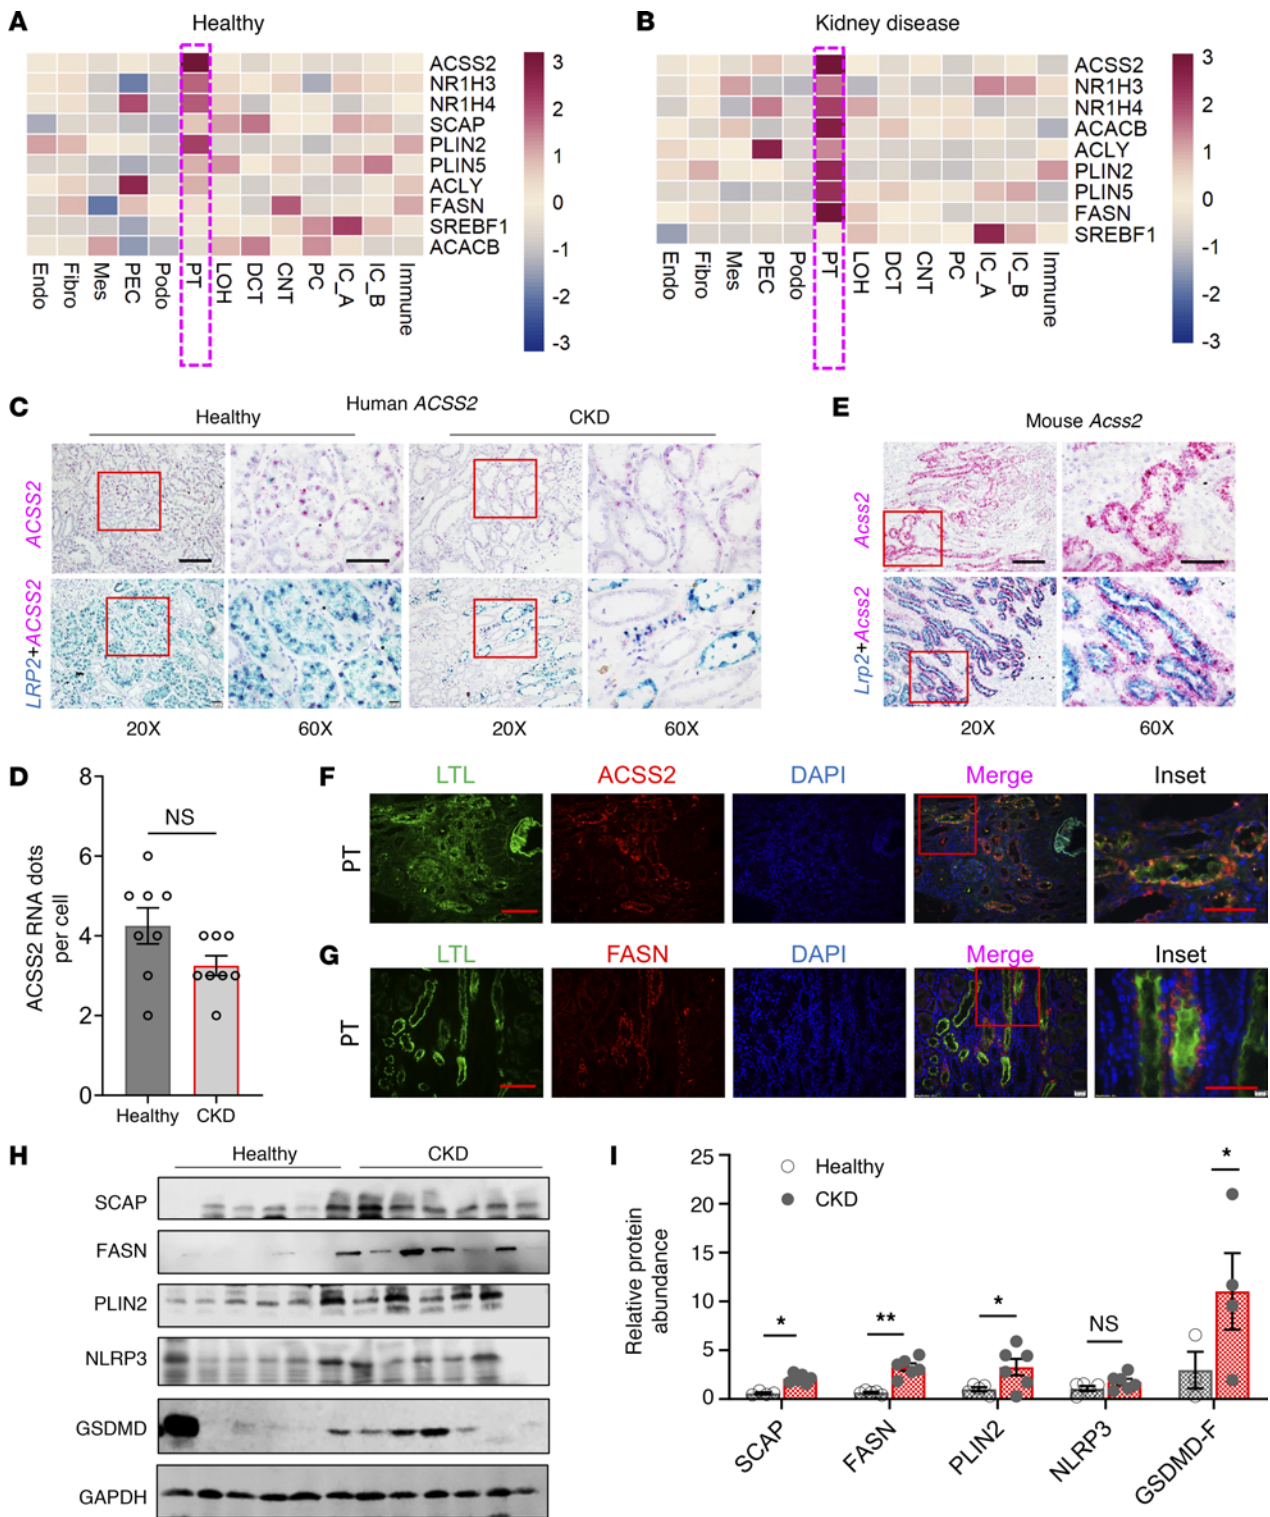 A
Healthy
ACSS2
NR1H3
NR1H4
SCAP
PLIN2
PLIN5
ACLY
FASN
SREBF1
ACACB
3
2
1
0
-1
-2
-3
Endo
Fibro
Mes
PEC
Podo
PT
LOH
DCT
CNT
PC
IC_A
IC_B
Immune
B
Kidney disease
ACSS2
NR1H3
NR1H4
ACACB
ACLY
PLIN2
PLIN5
FASN
SREBF1
3
2
1
0
-1
-2
-3
Endo
Fibro
Mes
PEC
Podo
PT
LOH
DCT
CNT
PC
IC_A
IC_B
Immune
C
Human ACSS2
Healthy
CKD
ACSS2
LRP2+ACSS2
20X
60X
20X
60X
E
Mouse Acss2
Acss2
Lrp2+Acss2
20X
60X
D
ACSS2 RNA dots
per cell
8
6
4
2
0
NS
Healthy
CKD
F
LTL
ACSS2
DAPI
Merge
Inset
PT
G
LTL
FASN
DAPI
Merge
Inset
PT
H
Healthy
CKD
SCAP
FASN
PLIN2
NLRP3
GSDMD
GAPDH
I
Relative protein
abundance
25
20
15
10
5
0
Healthy
CKD
*
**
*
NS
*
SCAP
FASN
PLIN2
NLRP3
GSDMD-F